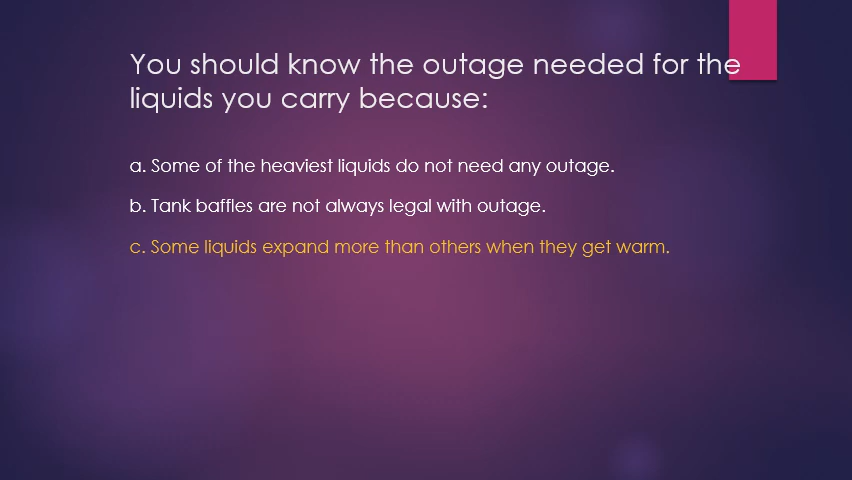 You should know the outage needed for the
liquids you carry because:
a. Some of the heaviest liquids do not need any outage.
b. Tank baffles are not always legal with outage.
c. Some liquids expand more than others when they get warm.